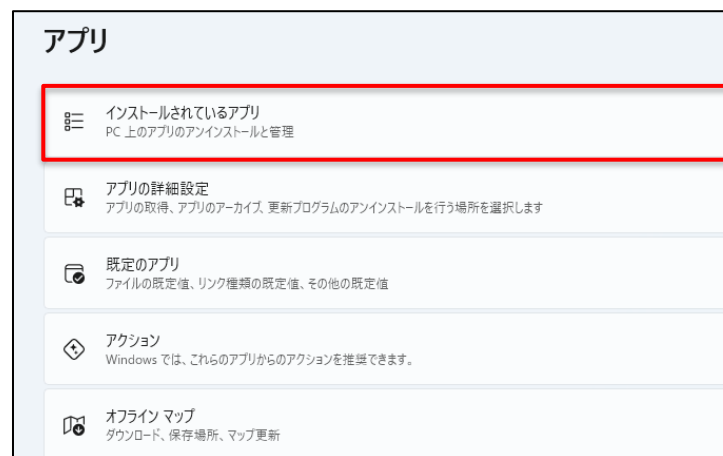 アプリ
インストールされているアプリ
PC 上のアプリのアンインストールと管理
アプリの詳細設定
アプリの取得、アプリのアーカイブ、更新プログラムのアンインストールを行う場所を選択します
既定のアプリ
ファイルの既定値、リンク種類の既定値、その他の既定値
アクション
Windows では、これらのアプリからのアクションを推奨できます。
オフライン マップ
ダウンロード、保存場所、マップ更新